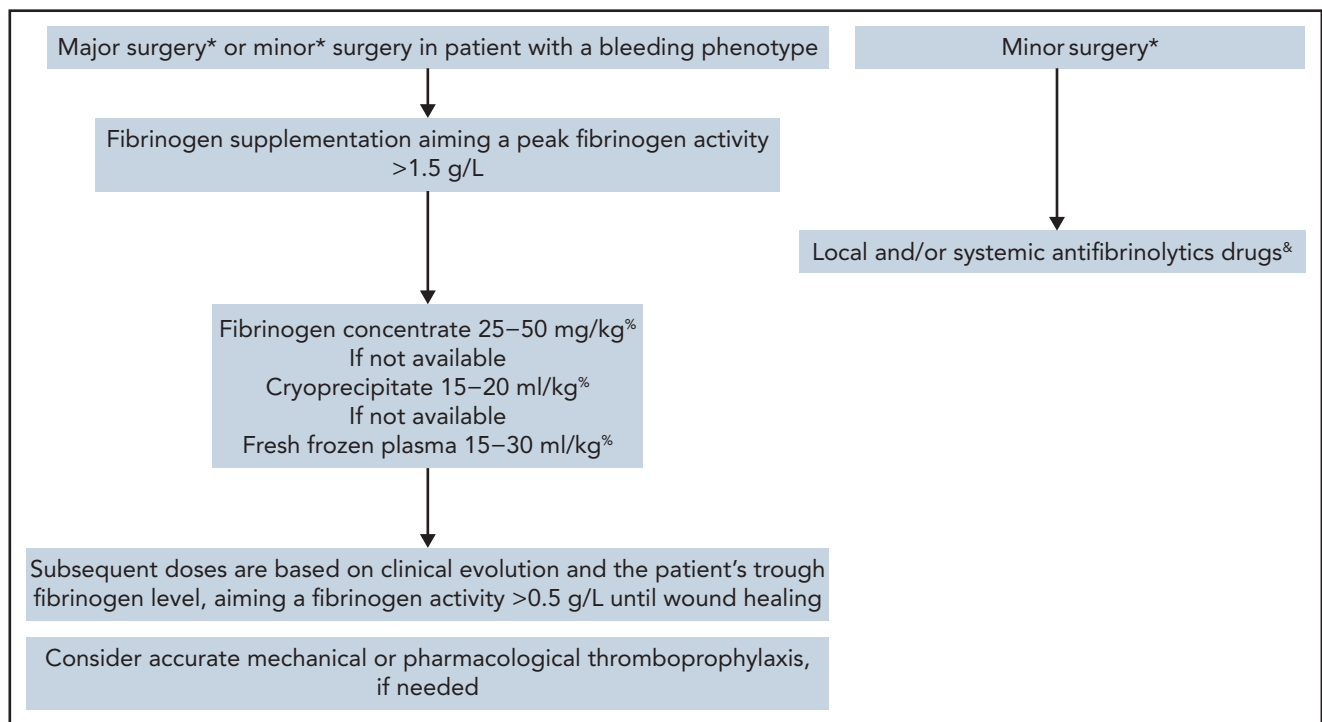 Major surgery* or minor* surgery in patient with a bleeding phenotype
Fibrinogen supplementation aiming a peak fibrinogen activity
>1.5 g/L
Fibrinogen concentrate 25–50 mg/kg%
If not available
Cryoprecipitate 15–20 ml/kg%
If not available
Fresh frozen plasma 15–30 ml/kg%
Subsequent doses are based on clinical evolution and the patient’s trough
fibrinogen level, aiming a fibrinogen activity >0.5 g/L until wound healing
Consider accurate mechanical or pharmacological thromboprophylaxis,
if needed
Minor surgery*
Local and/or systemic antifibrinolytics drugs&